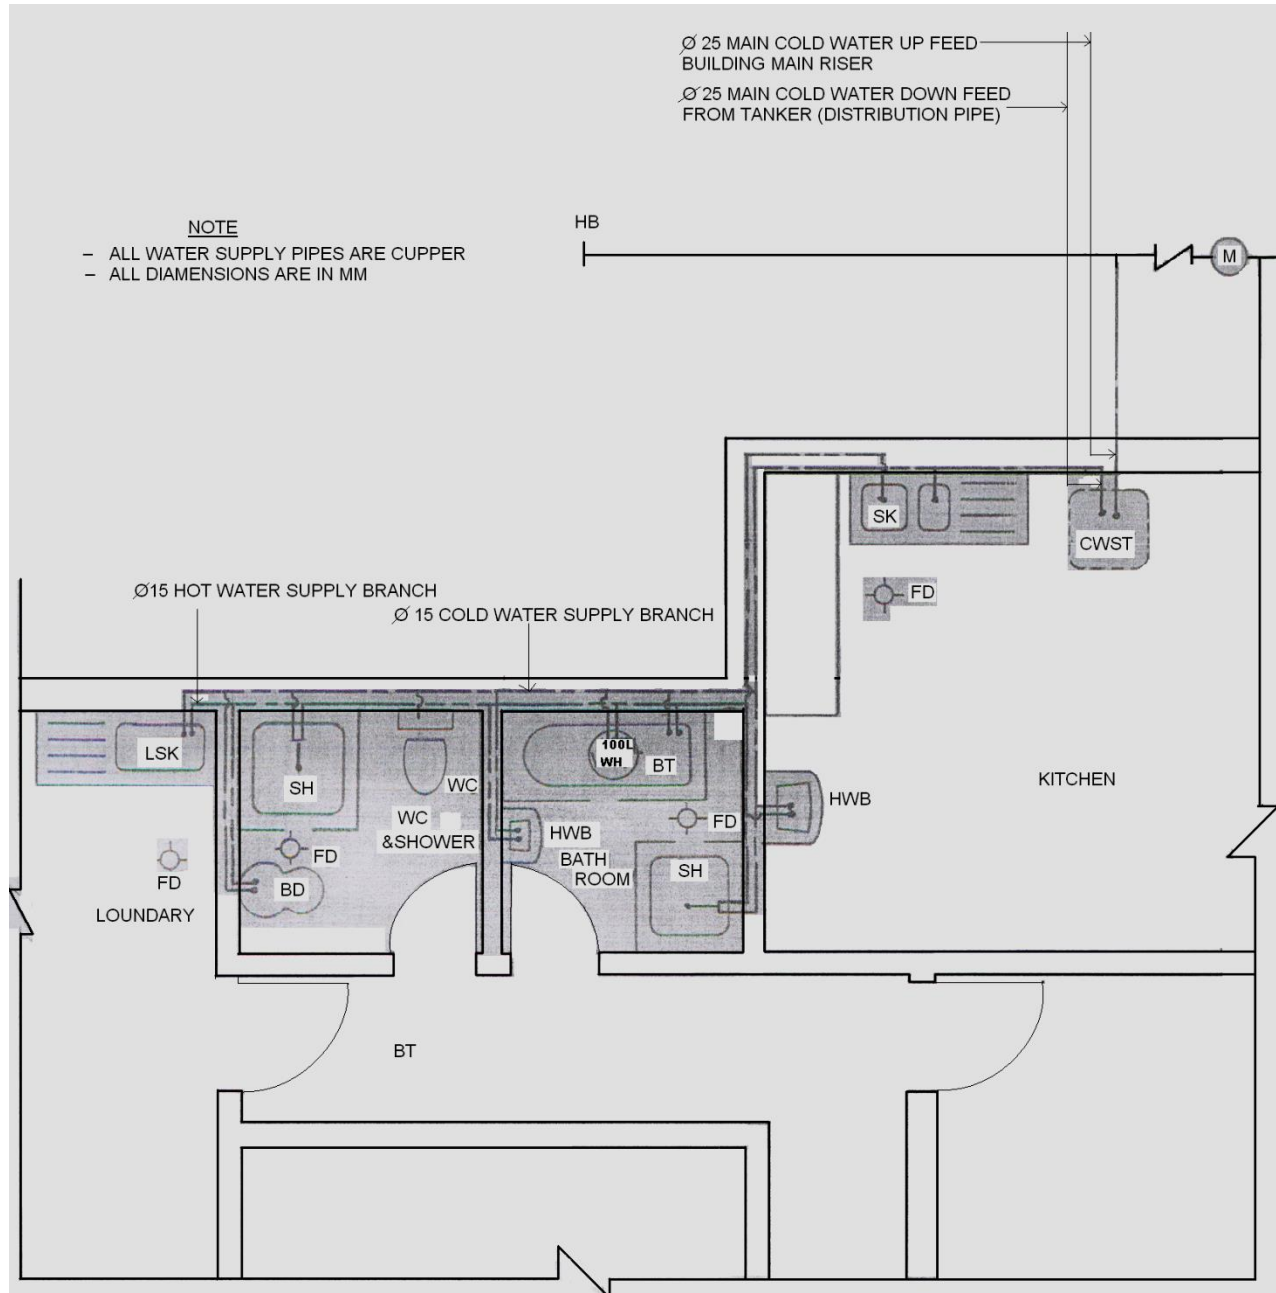 Ø 25 MAIN COLD WATER UP FEED
BUILDING MAIN RISER
Ø 25 MAIN COLD WATER DOWN FEED
FROM TANKER (DISTRIBUTION PIPE)
NOTE
– ALL WATER SUPPLY PIPES ARE CUPPER
– ALL DIAMENSIONS ARE IN MM
HB
M
SK
CWST
FD
Ø15 HOT WATER SUPPLY BRANCH
Ø 15 COLD WATER SUPPLY BRANCH
LSK
SH
WC
WC
&SHOWER
100L
WH
BT
KITCHEN
HWB
FD
HWB
BATH
ROOM
SH
FD
BD
FD
LOUNDARY
BT